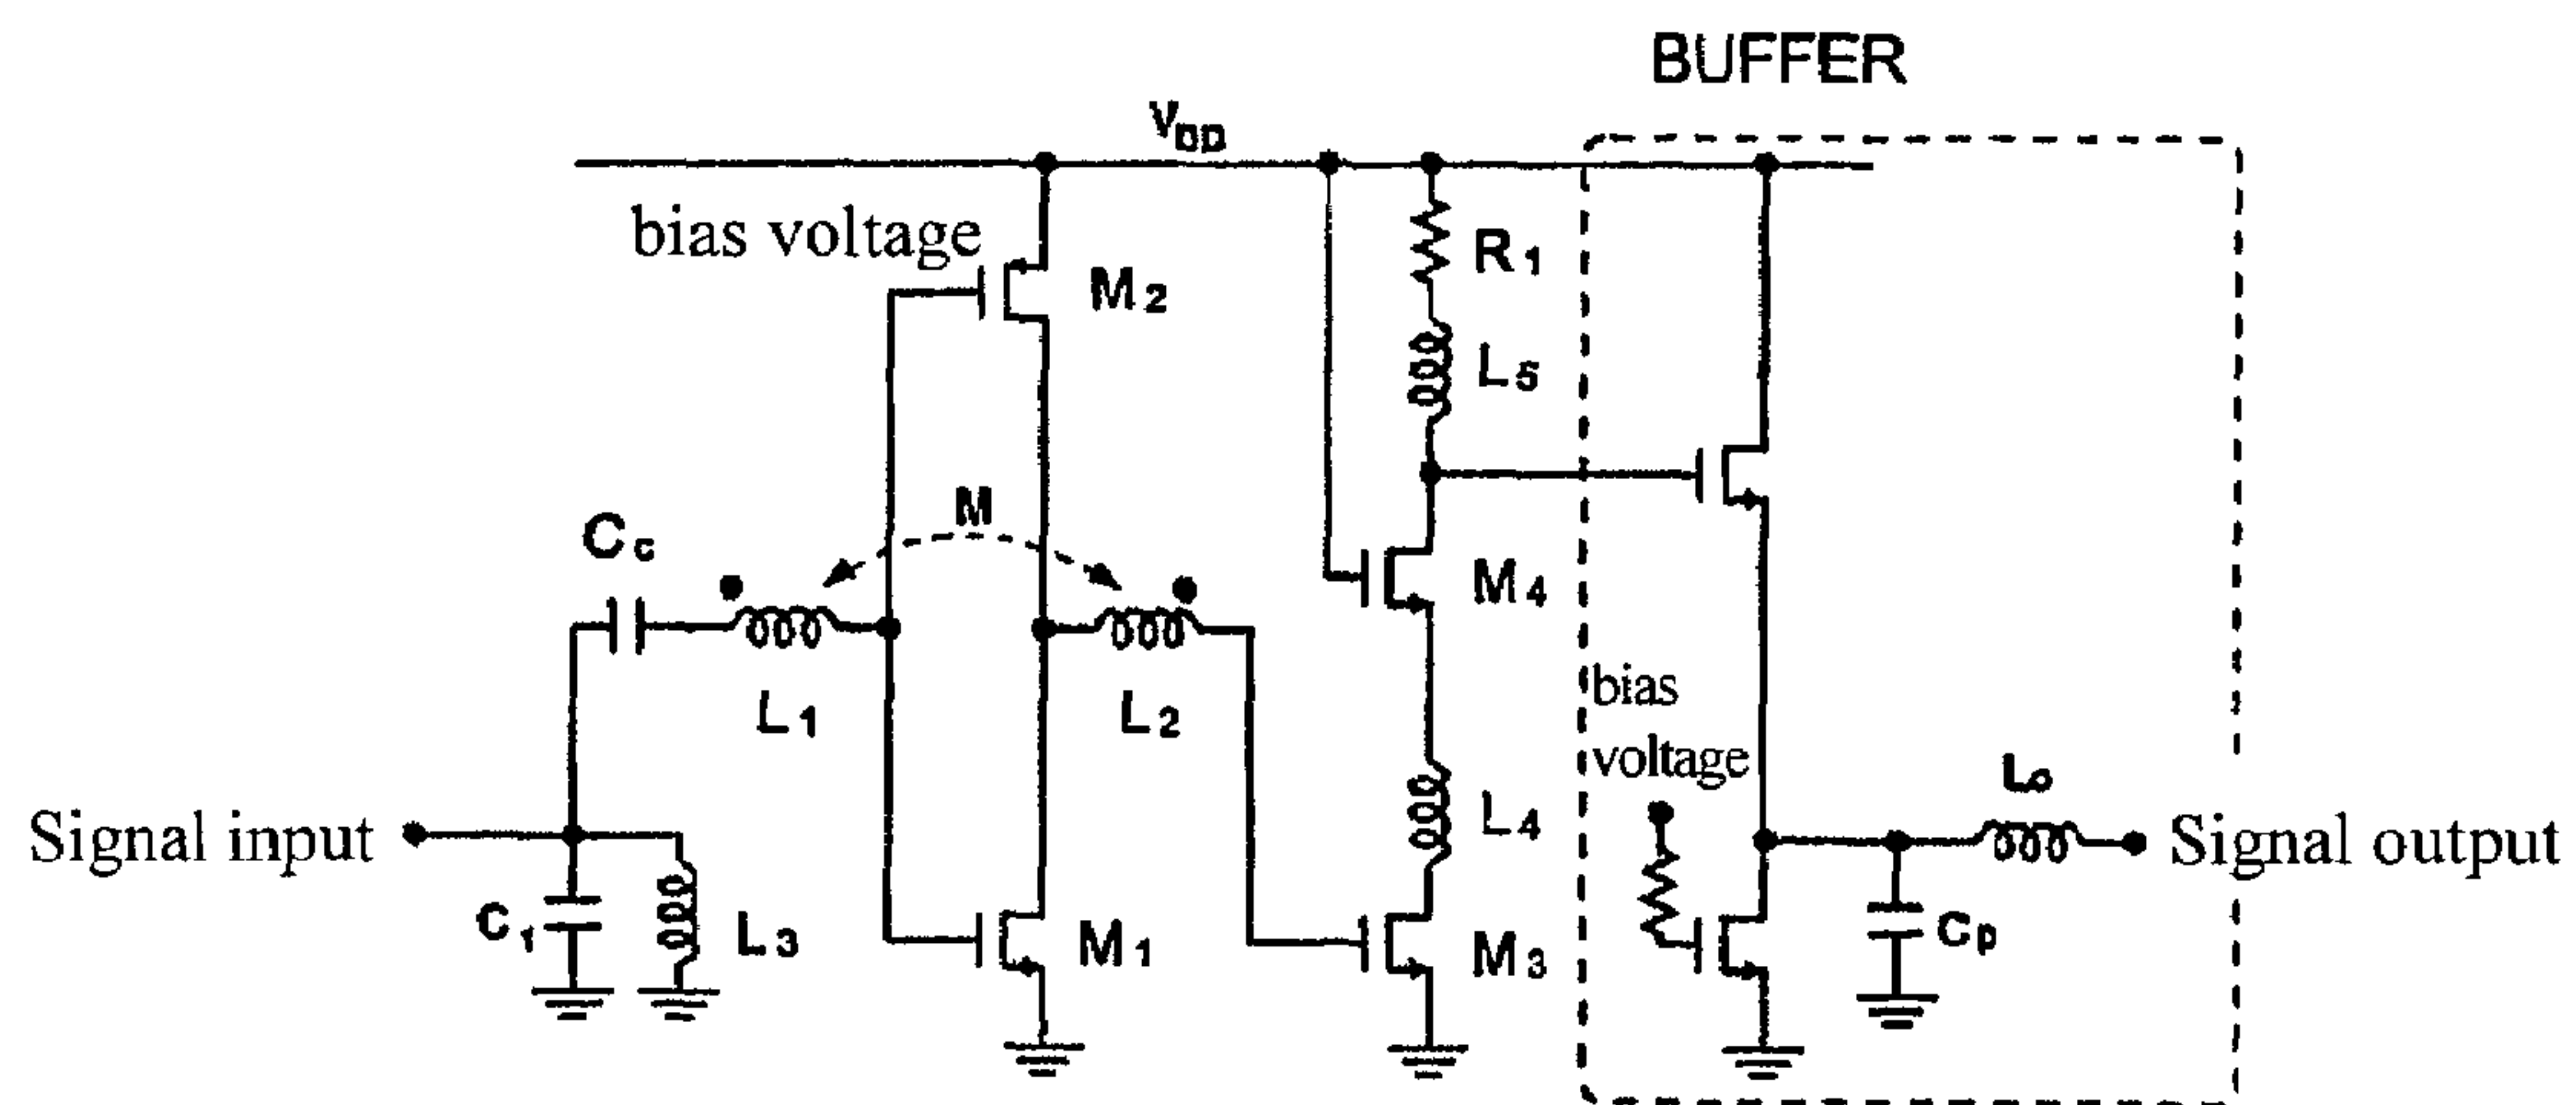 BUFFER
VDD
bias voltage
M2
R1
L5
M
Cc
M4
L1
L2
bias
voltage
Lo
Signal input
L4
Signal output
C1
L3
M1
M3
Cp